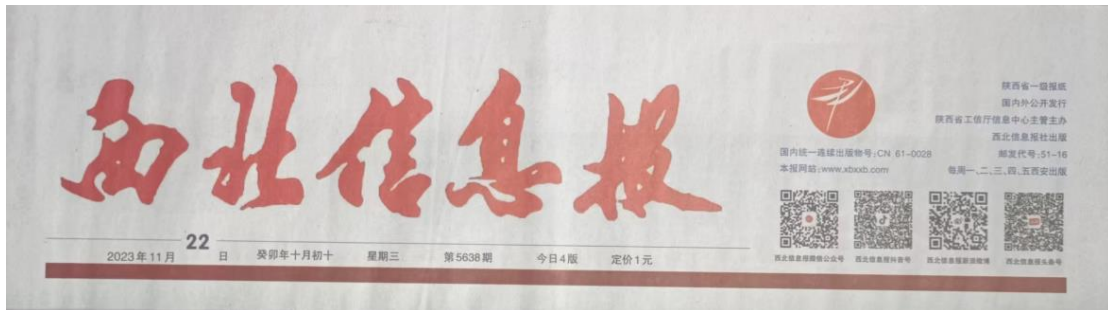 西北信息报
2023年11月22日 癸卯年十月初十 星期三 第5638期 今日4版 定价1元
陕西省一级报纸
国内外公开发行
陕西省工信厅信息中心主管主办
西北信息报社出版
国内统一连续出版物号:CN 61-0028 邮发代号:51-16
本报网站:www.xbxxb.com 每周一、二、三、四、五西安出版
西北信息报微信公众号 西北信息报抖音号 西北信息报新浪微博 西北信息报头条号